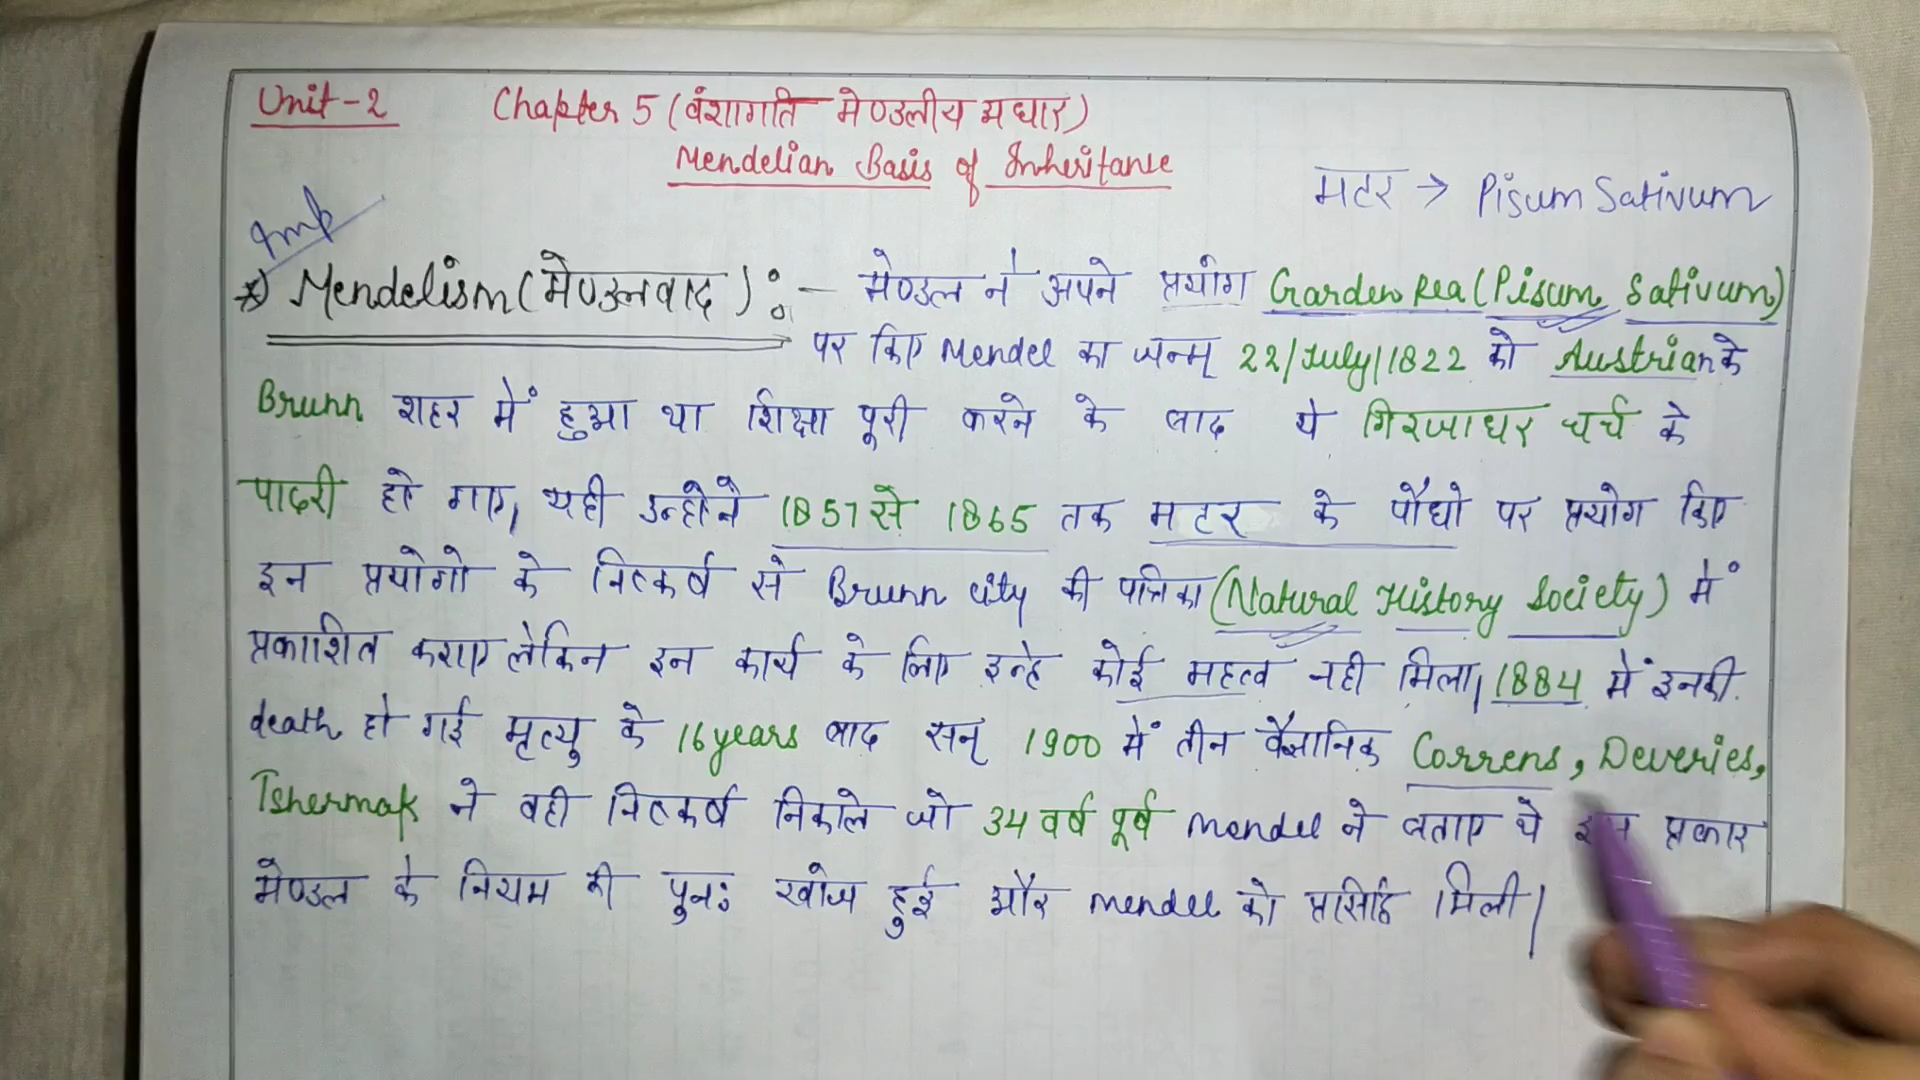 Unit-2 Chapter 5 (वंशागति मेण्डलीय अधार)
Mendelian Basis of Inheritance
मटर → Pisum Sativum
Imp
*) Mendelism (मेण्डलवाद) :- मेण्डल ने अपने प्रयोग Garden Pea (Pisum Sativum)
पर किए Mendel का जन्म 22/July/1822 को Austrian के
Brunn शहर में हुआ था शिक्षा पूरी करने के बाद ये गिरजाघर चर्च के
पादरी हो गए, यही उन्होने 1857 से 1865 तक मटर के पौधो पर प्रयोग किए
इन प्रयोगो के निष्कर्ष से Brunn city की पत्रिका (Natural History Society) में
प्रकाशित कराए लेकिन इन कार्य के लिए इन्हे कोई महत्व नही मिला, 1884 में इनकी
death हो गई मृत्यु के 16 years बाद सन् 1900 में तीन वैज्ञानिक Correns, Deveries,
Tshermak ने वही निष्कर्ष निकाले जो 34 वर्ष पूर्व Mendel ने बताए थे इस प्रकार
मेण्डल के नियम की पुनः खोज हुई और Mendel को प्रसिद्धि मिली।